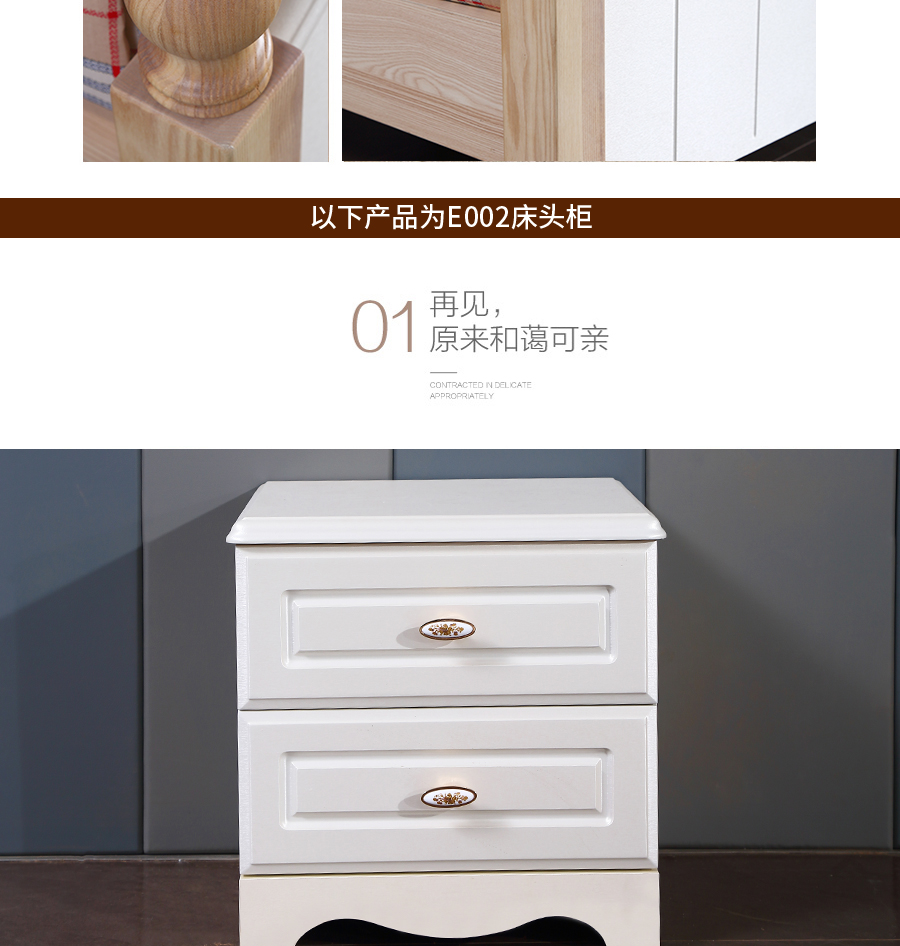 以下产品为E002床头柜
01
再见，
原来和蔼可亲
CONTRACTED IN DELICATE
APPROPRIATELY